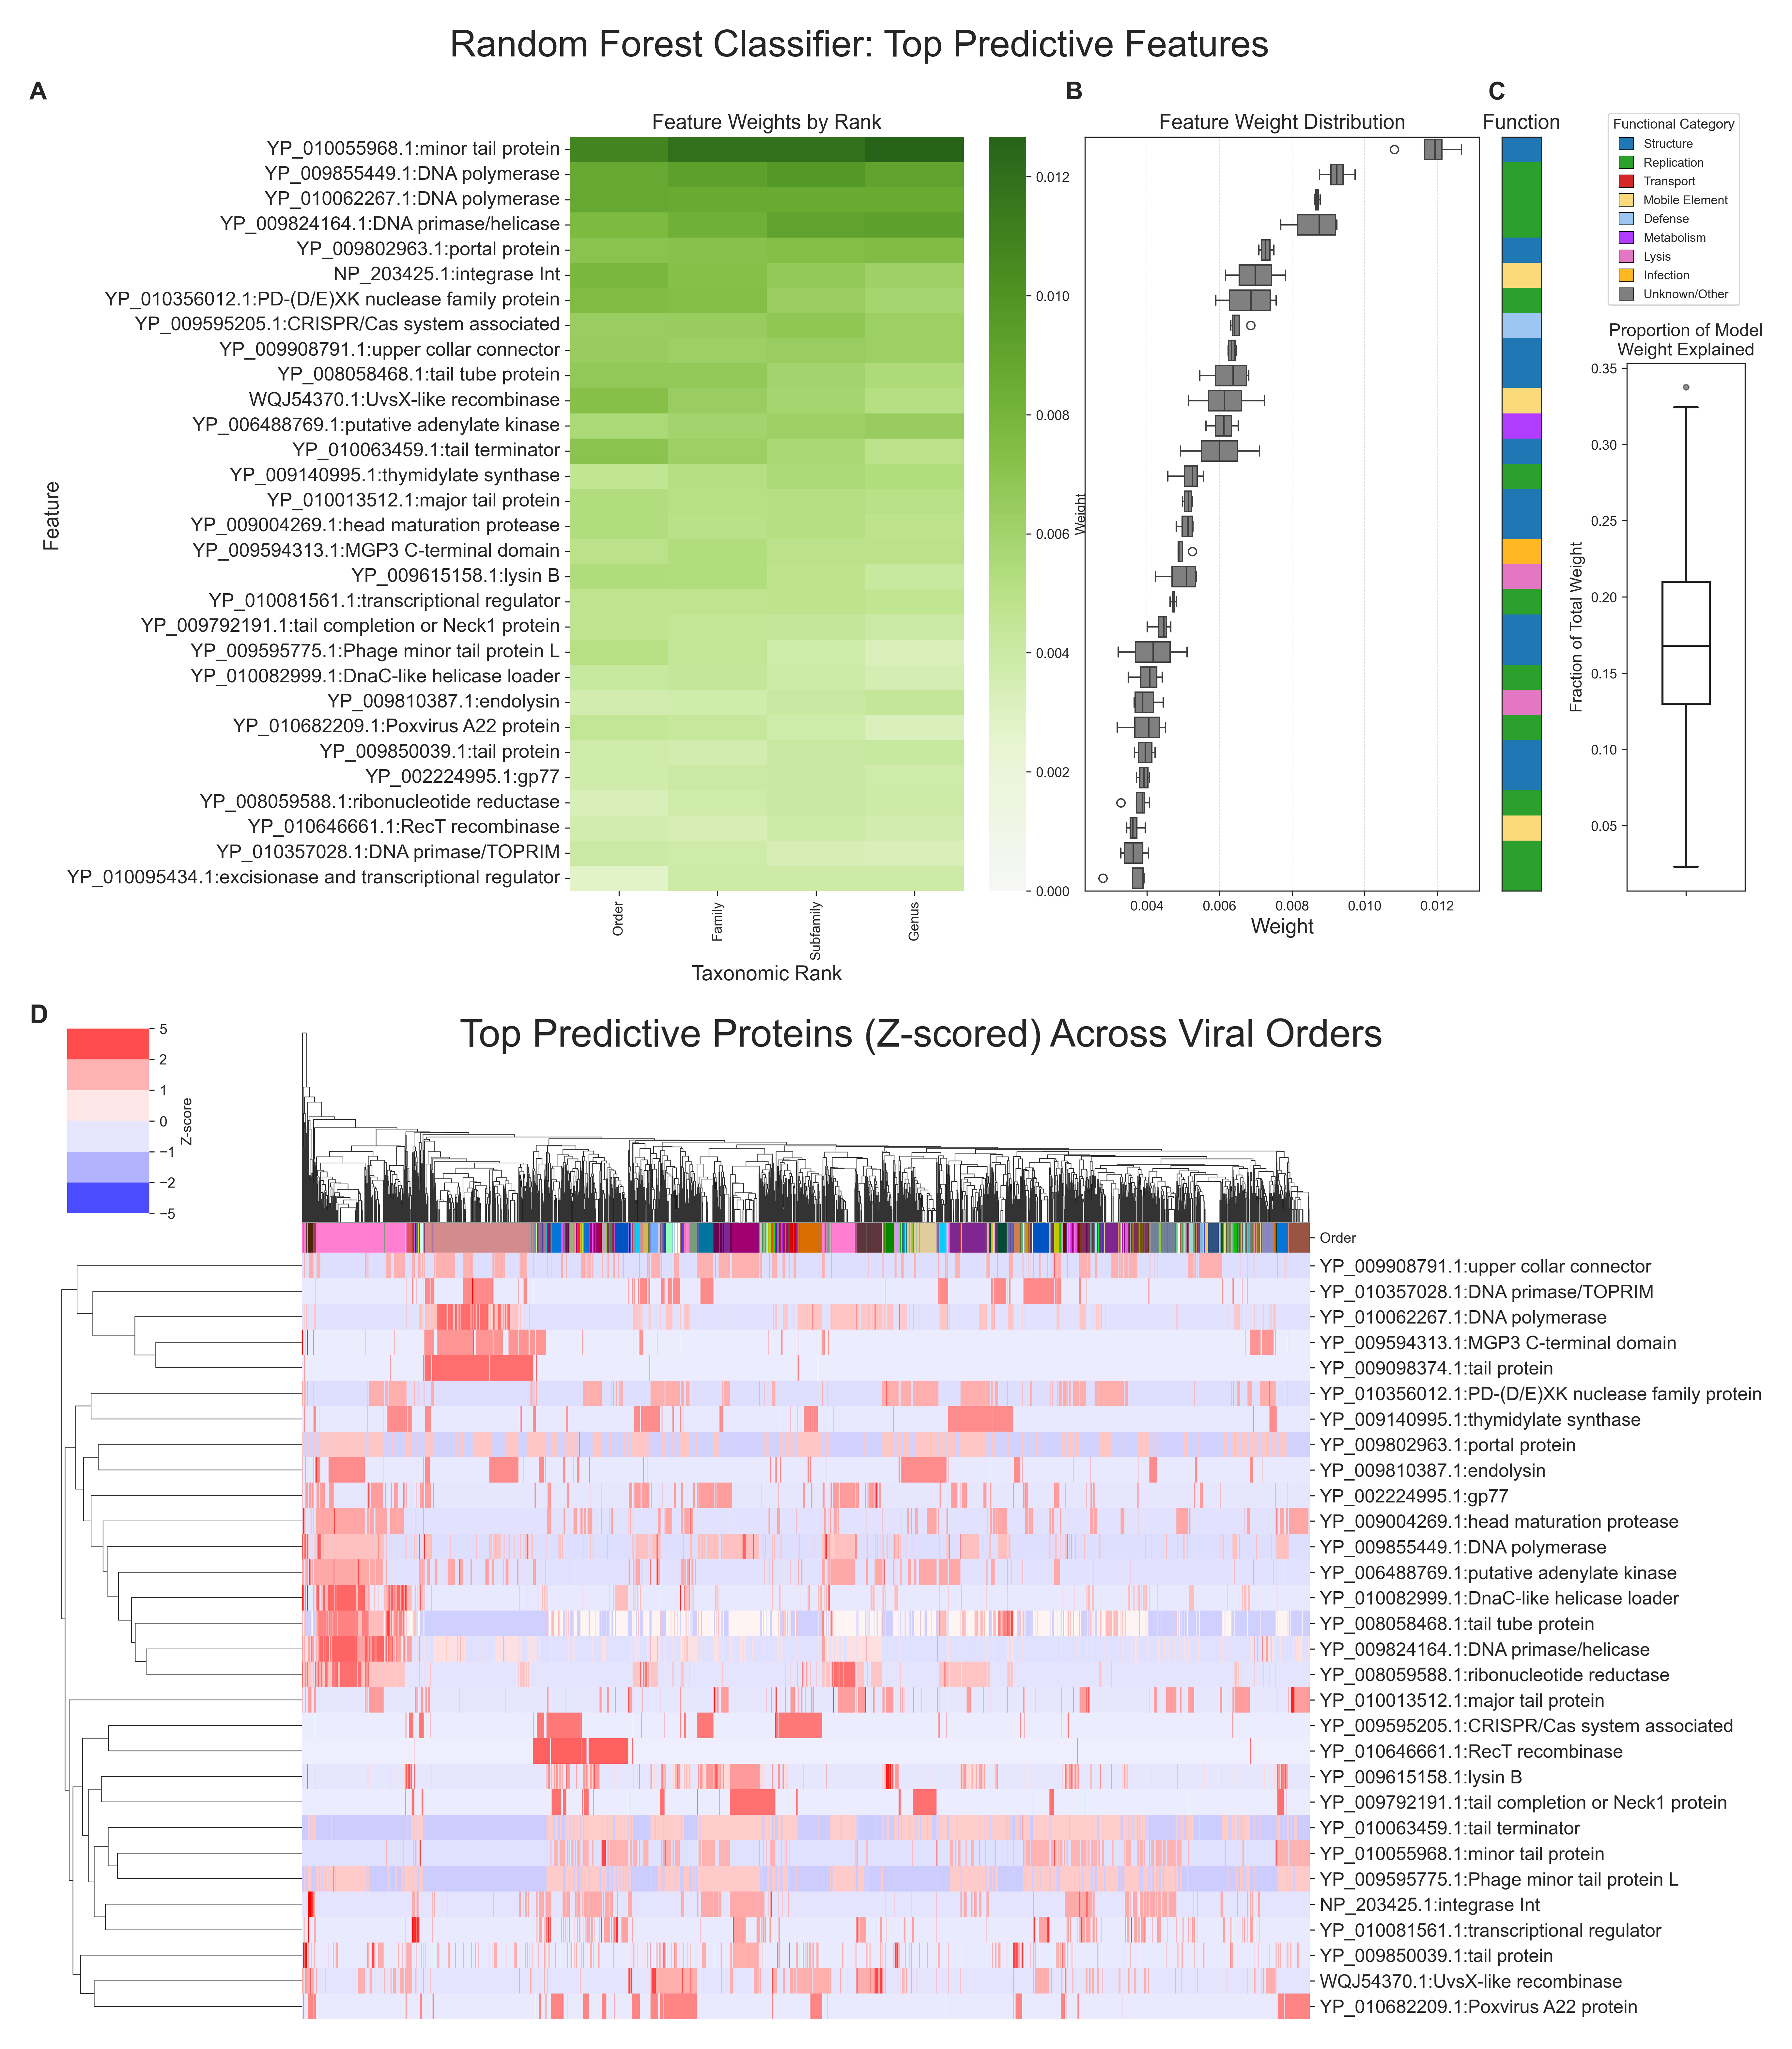 Random Forest Classifier: Top Predictive Features
A
Feature Weights by Rank
Feature
YP_010055968.1:minor tail protein
YP_009855449.1:DNA polymerase
YP_010062267.1:DNA polymerase
YP_009824164.1:DNA primase/helicase
YP_009802963.1:portal protein
NP_203425.1:integrase Int
YP_010356012.1:PD-(D/E)XK nuclease family protein
YP_009595205.1:CRISPR/Cas system associated
YP_009908791.1:upper collar connector
YP_008058468.1:tail tube protein
WQJ54370.1:UvsX-like recombinase
YP_006488769.1:putative adenylate kinase
YP_010063459.1:tail terminator
YP_009140995.1:thymidylate synthase
YP_010013512.1:major tail protein
YP_009004269.1:head maturation protease
YP_009594313.1:MGP3 C-terminal domain
YP_009615158.1:lysin B
YP_010081561.1:transcriptional regulator
YP_009792191.1:tail completion or Neck1 protein
YP_009595775.1:Phage minor tail protein L
YP_010082999.1:DnaC-like helicase loader
YP_009810387.1:endolysin
YP_010682209.1:Poxvirus A22 protein
YP_009850039.1:tail protein
YP_002224995.1:gp77
YP_008059588.1:ribonucleotide reductase
YP_010646661.1:RecT recombinase
YP_010357028.1:DNA primase/TOPRIM
YP_010095434.1:excisionase and transcriptional regulator
Order
Family
Subfamily
Genus
Taxonomic Rank
0.012
0.010
0.008
0.006
0.004
0.002
0.000
Weight
B
Feature Weight Distribution
0.004
0.006
0.008
0.010
0.012
Weight
C
Function
Functional Category
Structure
Replication
Transport
Mobile Element
Defense
Metabolism
Lysis
Infection
Unknown/Other
Proportion of Model
Weight Explained
Fraction of Total Weight
0.35
0.30
0.25
0.20
0.15
0.10
0.05
D
Top Predictive Proteins (Z-scored) Across Viral Orders
5
2
1
0
−1
−2
−5
Z-score
Order
YP_009908791.1:upper collar connector
YP_010357028.1:DNA primase/TOPRIM
YP_010062267.1:DNA polymerase
YP_009594313.1:MGP3 C-terminal domain
YP_009098374.1:tail protein
YP_010356012.1:PD-(D/E)XK nuclease family protein
YP_009140995.1:thymidylate synthase
YP_009802963.1:portal protein
YP_009810387.1:endolysin
YP_002224995.1:gp77
YP_009004269.1:head maturation protease
YP_009855449.1:DNA polymerase
YP_006488769.1:putative adenylate kinase
YP_010082999.1:DnaC-like helicase loader
YP_008058468.1:tail tube protein
YP_009824164.1:DNA primase/helicase
YP_008059588.1:ribonucleotide reductase
YP_010013512.1:major tail protein
YP_009595205.1:CRISPR/Cas system associated
YP_010646661.1:RecT recombinase
YP_009615158.1:lysin B
YP_009792191.1:tail completion or Neck1 protein
YP_010063459.1:tail terminator
YP_010055968.1:minor tail protein
YP_009595775.1:Phage minor tail protein L
NP_203425.1:integrase Int
YP_010081561.1:transcriptional regulator
YP_009850039.1:tail protein
WQJ54370.1:UvsX-like recombinase
YP_010682209.1:Poxvirus A22 protein